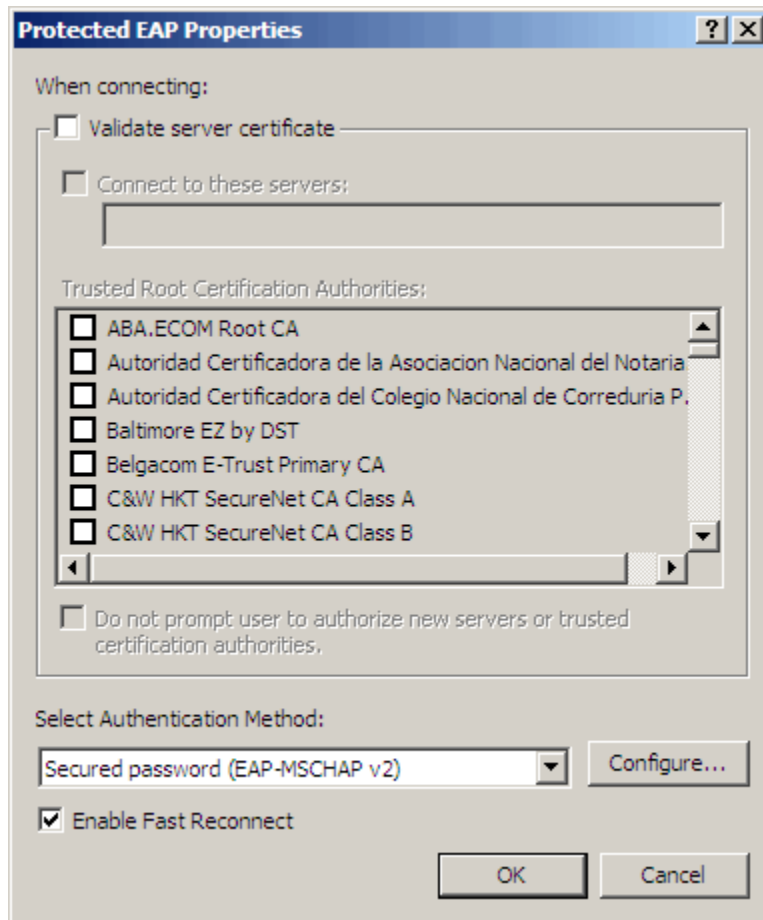 Protected EAP Properties
When connecting:
Validate server certificate
Connect to these servers:
Trusted Root Certification Authorities:
ABA.ECOM Root CA
Autoridad Certificadora de la Asociacion Nacional del Notaria
Autoridad Certificadora del Colegio Nacional de Correduria P.
Baltimore EZ by DST
Belgacom E-Trust Primary CA
C&W HKT SecureNet CA Class A
C&W HKT SecureNet CA Class B
Do not prompt user to authorize new servers or trusted
certification authorities.
Select Authentication Method:
Secured password (EAP-MSCHAP v2)
Configure...
Enable Fast Reconnect
OK
Cancel